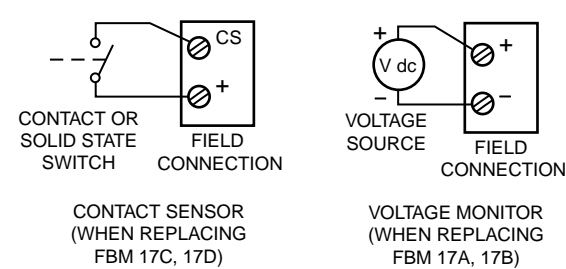 CS
+
CONTACT OR
SOLID STATE
SWITCH
FIELD
CONNECTION
CONTACT SENSOR
(WHEN REPLACING
FBM 17C, 17D)
+
V dc
−
+
−
VOLTAGE
SOURCE
FIELD
CONNECTION
VOLTAGE MONITOR
(WHEN REPLACING
FBM 17A, 17B)